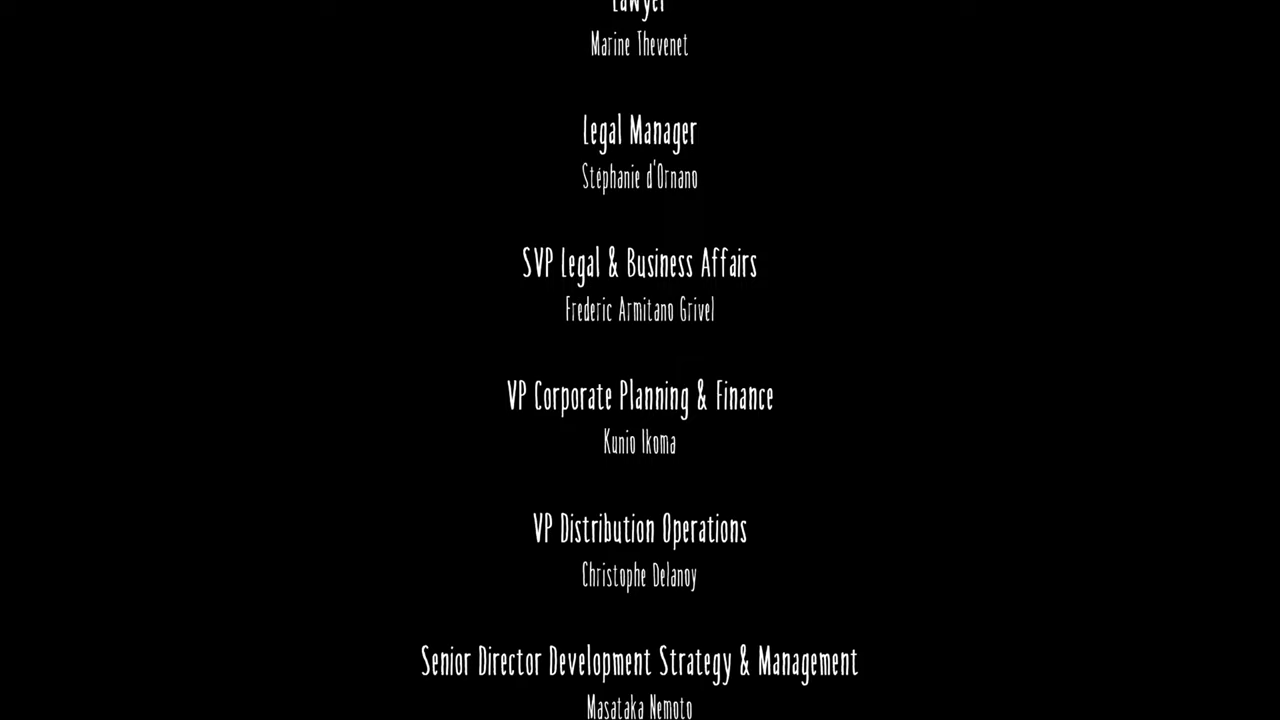 Lawyer
Marine Thevenet
Legal Manager
Stéphanie d'Ornano
SVP Legal & Business Affairs
Frederic Armitano Grivel
VP Corporate Planning & Finance
Kunio Ikoma
VP Distribution Operations
Christophe Delanoy
Senior Director Development Strategy & Management
Masataka Nemoto